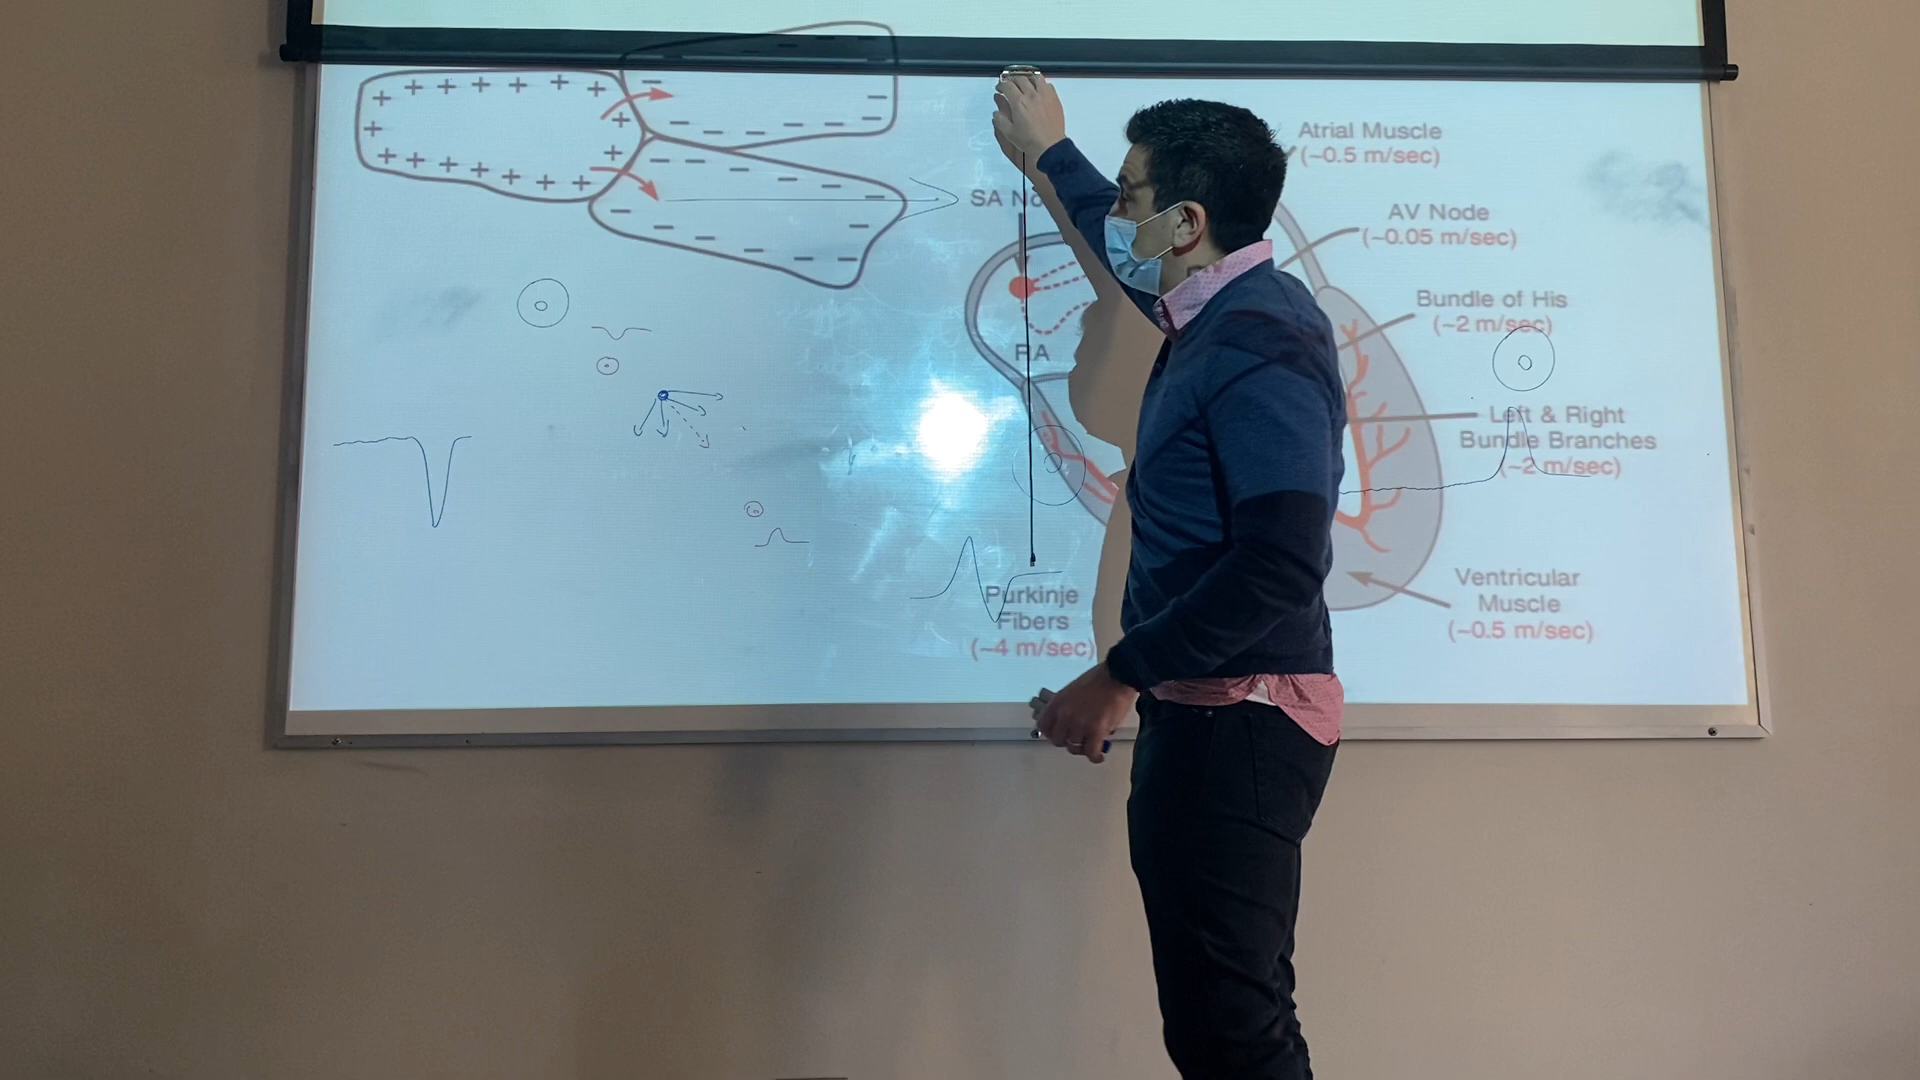 SA No
RA
Purkinje
Fibers
(~4 m/sec)
Atrial Muscle
(~0.5 m/sec)
AV Node
(~0.05 m/sec)
Bundle of His
(~2 m/sec)
Left & Right
Bundle Branches
(~2 m/sec)
Ventricular
Muscle
(~0.5 m/sec)